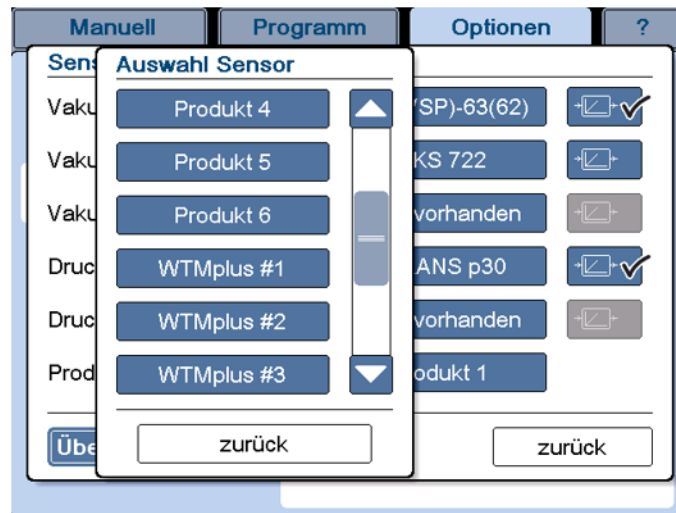 Manuell Programm Optionen ?
Sens
Auswahl Sensor
Produkt 4
Produkt 5
Produkt 6
WTMplus #1
WTMplus #2
WTMplus #3
zurück
Vaku SP)-63(62)
Vaku KS 722
Vaku vorhanden
Druc ANS p30
Druc vorhanden
Prod odukt 1
Übe zurück